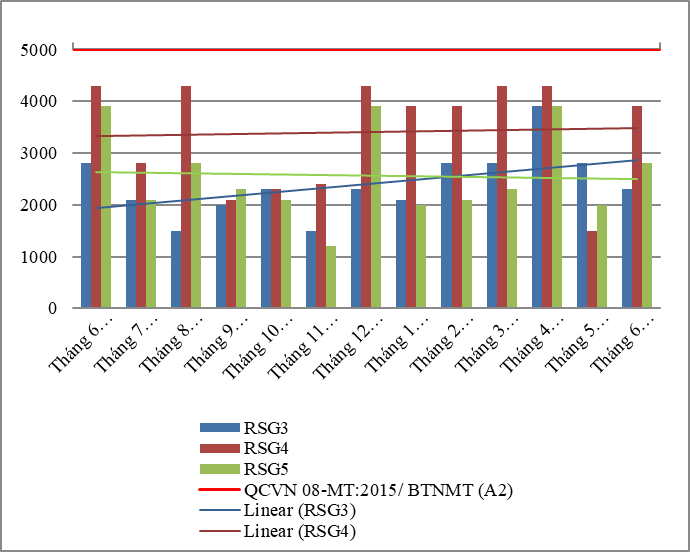 5000
4000
3000
2000
1000
0
Tháng 6...
Tháng 7...
Tháng 8...
Tháng 9...
Tháng 10...
Tháng 11...
Tháng 12...
Tháng 1...
Tháng 2...
Tháng 3...
Tháng 4...
Tháng 5...
Tháng 6...
RSG3
RSG4
RSG5
QCVN 08-MT:2015/ BTNMT (A2)
Linear (RSG3)
Linear (RSG4)